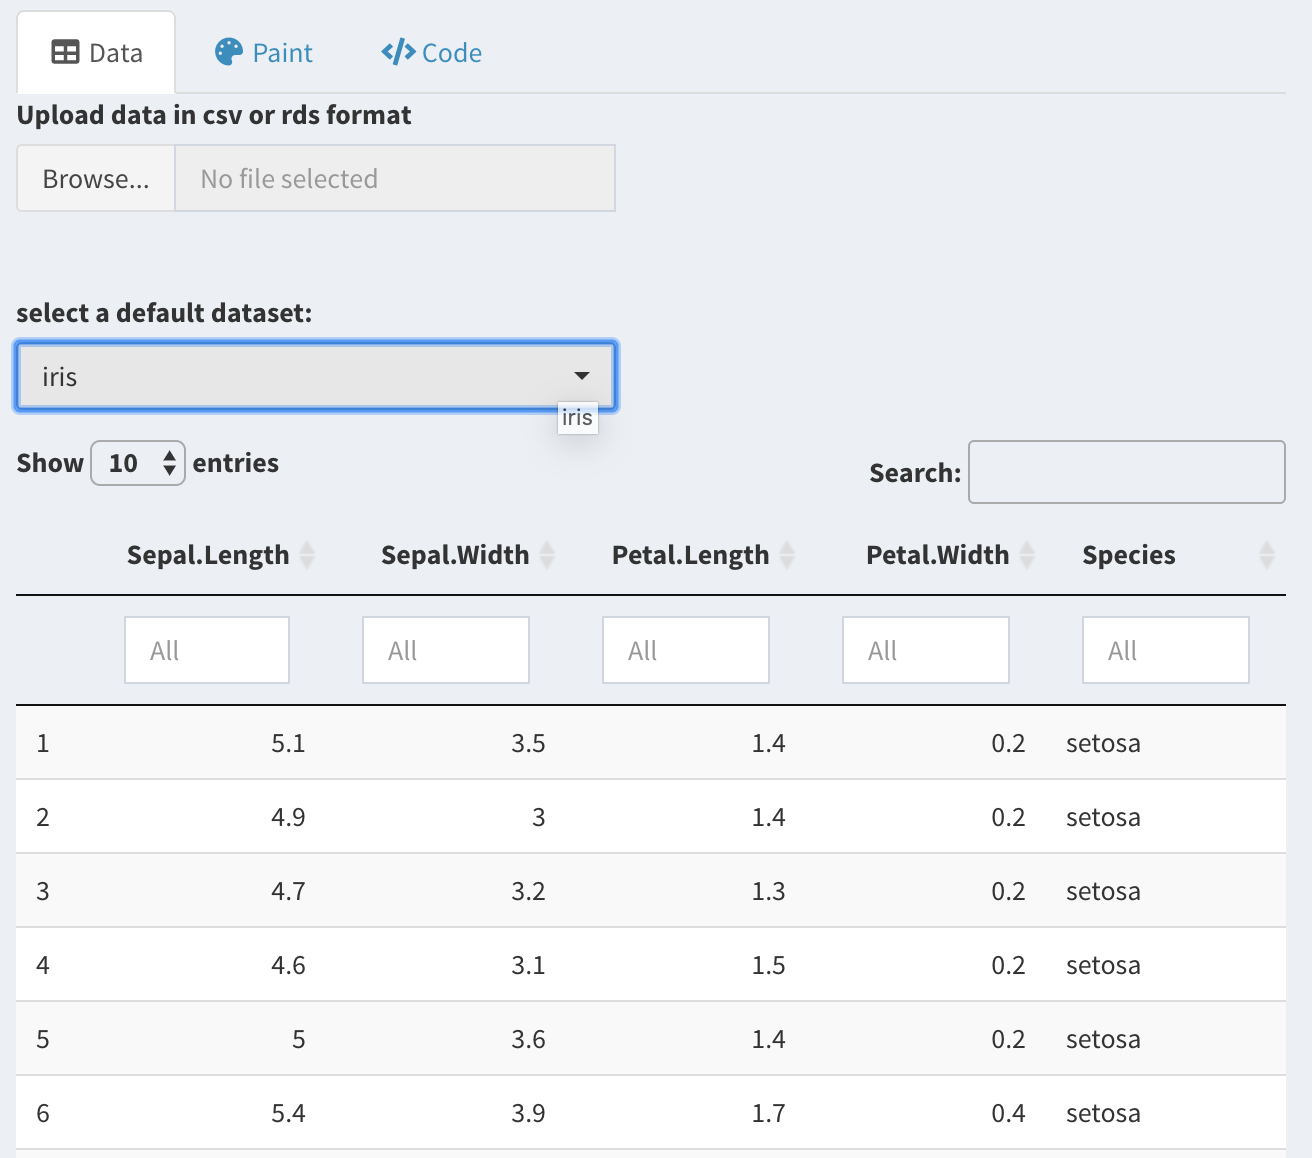 Data Paint Code
Upload data in csv or rds format
Browse... No file selected
select a default dataset:
iris
iris
Show 10 entries
Search:
Sepal.Length Sepal.Width Petal.Length Petal.Width Species
All All All All All
1 5.1 3.5 1.4 0.2 setosa
2 4.9 3 1.4 0.2 setosa
3 4.7 3.2 1.3 0.2 setosa
4 4.6 3.1 1.5 0.2 setosa
5 5 3.6 1.4 0.2 setosa
6 5.4 3.9 1.7 0.4 setosa